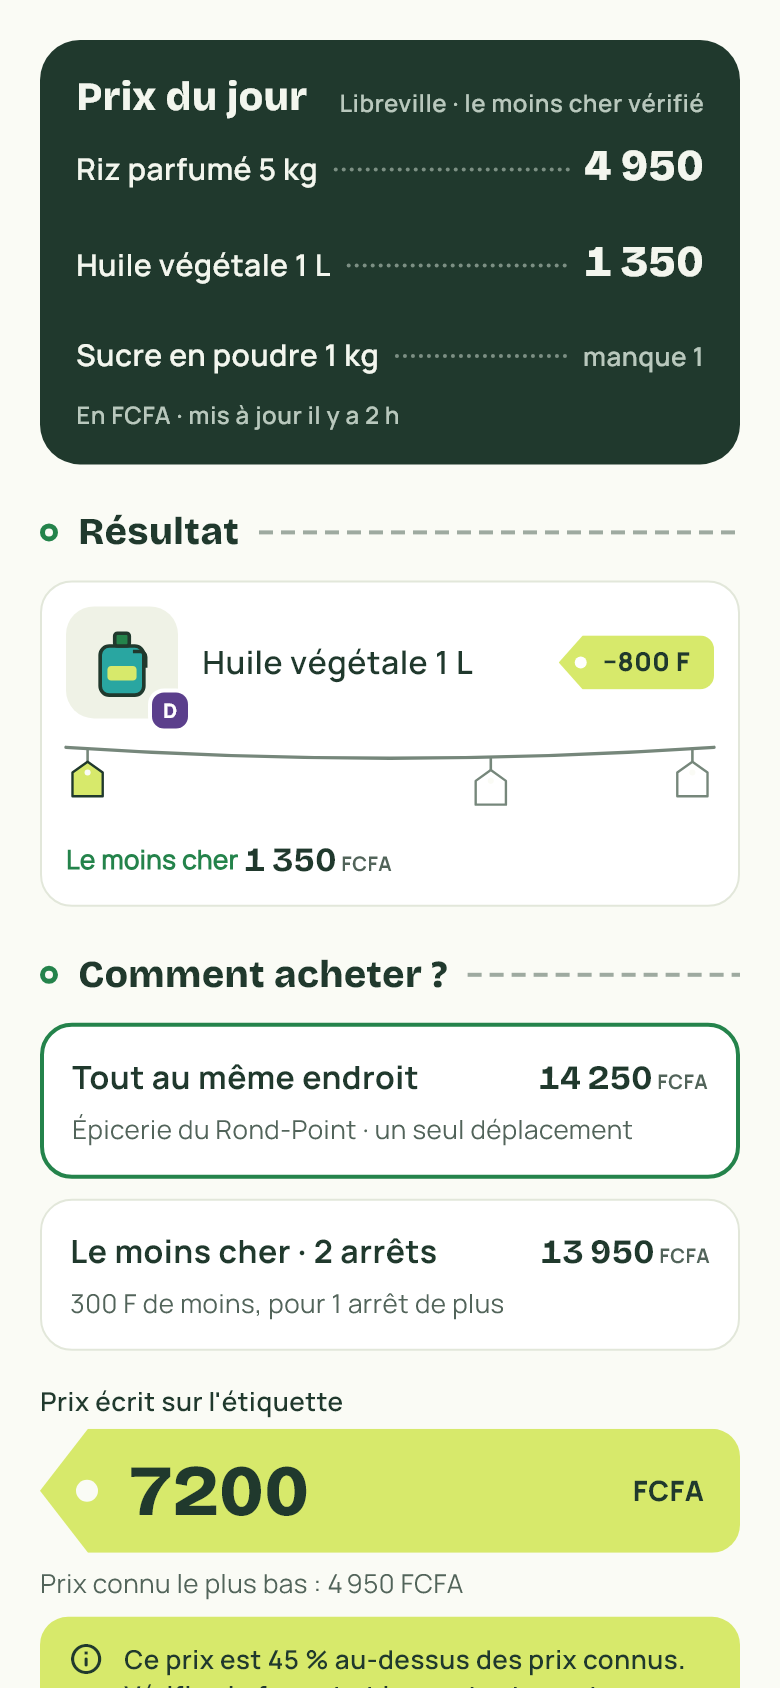 Prix du jour Libreville · le moins cher vérifié
Riz parfumé 5 kg 4 950
Huile végétale 1 L 1 350
Sucre en poudre 1 kg manque 1
En FCFA · mis à jour il y a 2 h
Résultat
Huile végétale 1 L −800 F
D
Le moins cher 1 350 FCFA
Comment acheter ?
Tout au même endroit 14 250 FCFA
Épicerie du Rond-Point · un seul déplacement
Le moins cher · 2 arrêts 13 950 FCFA
300 F de moins, pour 1 arrêt de plus
Prix écrit sur l'étiquette
7200 FCFA
Prix connu le plus bas : 4 950 FCFA
Ce prix est 45 % au-dessus des prix connus.